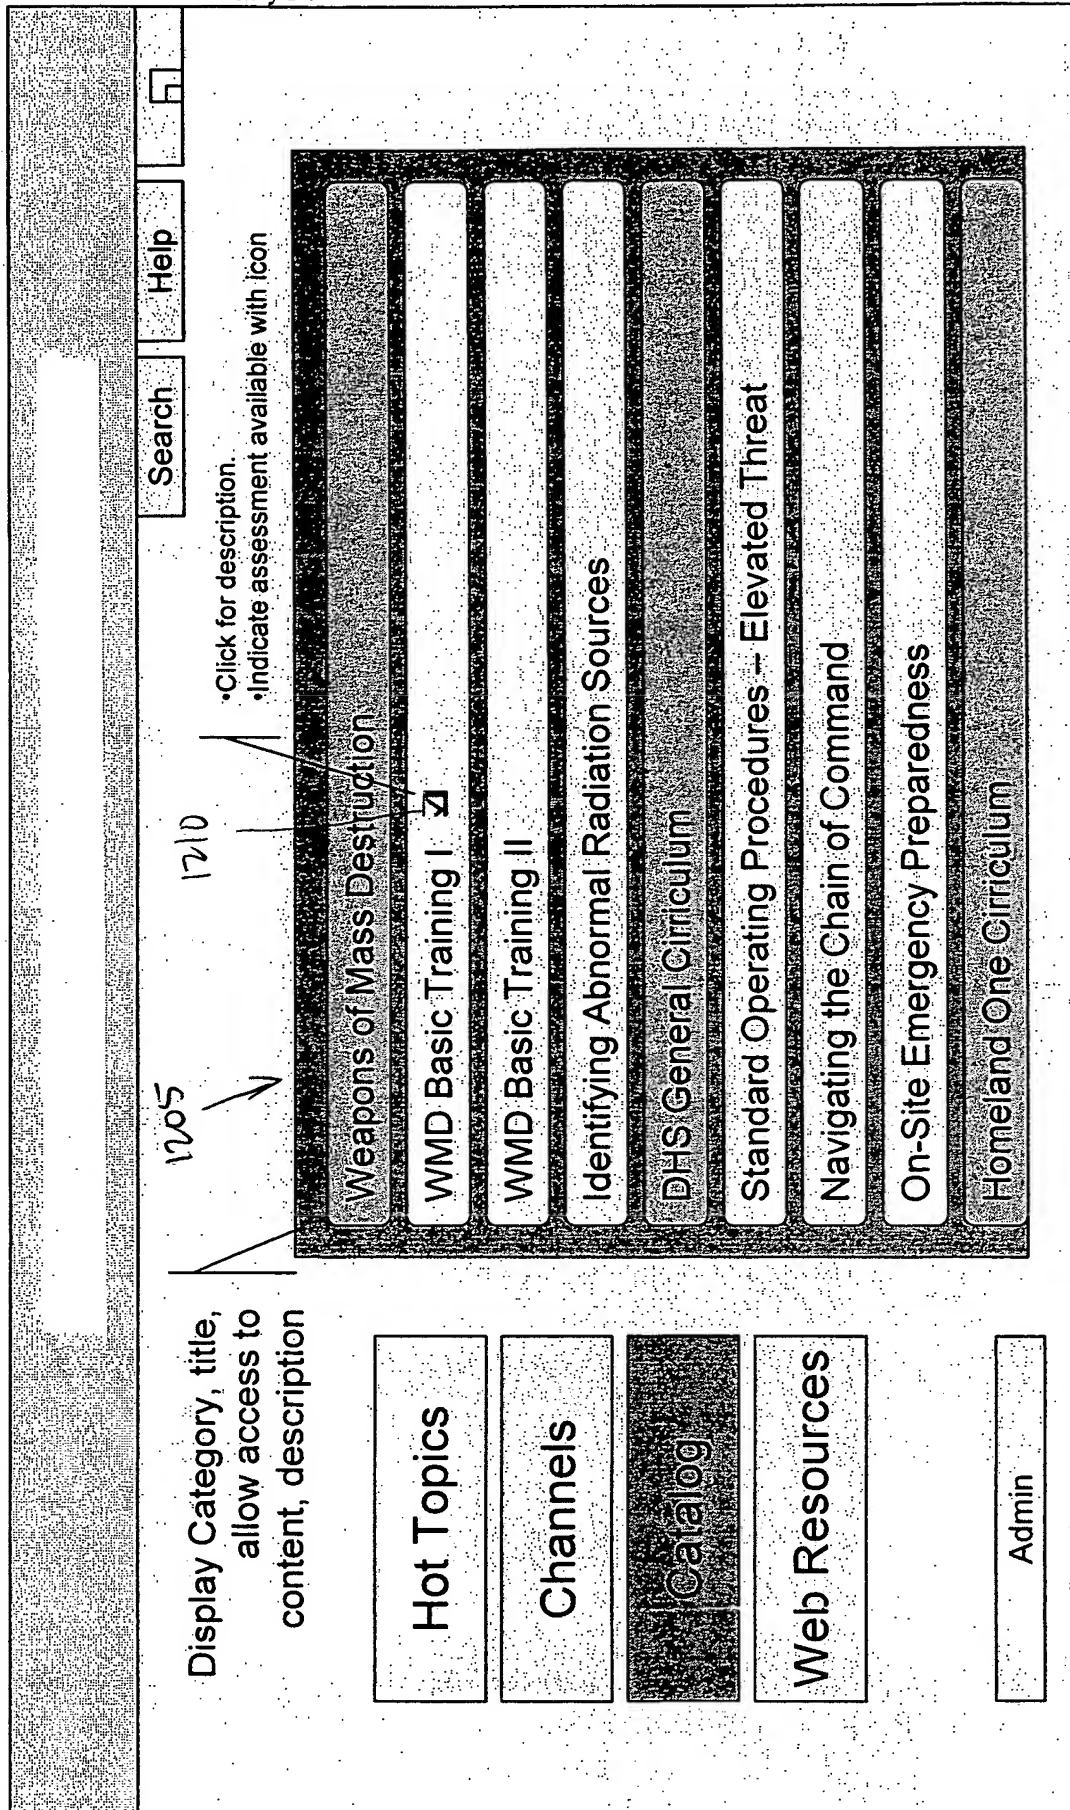 Search
Help
Display Category, title,
allow access to
content, description
1205
1210
•Click for description.
•Indicate assessment available with icon
Hot Topics
Channels
Catalog
Web Resources
Admin
Weapons of Mass Destruction
WMD Basic Training I
WMD Basic Training II
Identifying Abnormal Radiation Sources
DHS General Cirriculum
Standard Operating Procedures – Elevated Threat
Navigating the Chain of Command
On-Site Emergency Preparedness
Homeland One Cirriculum